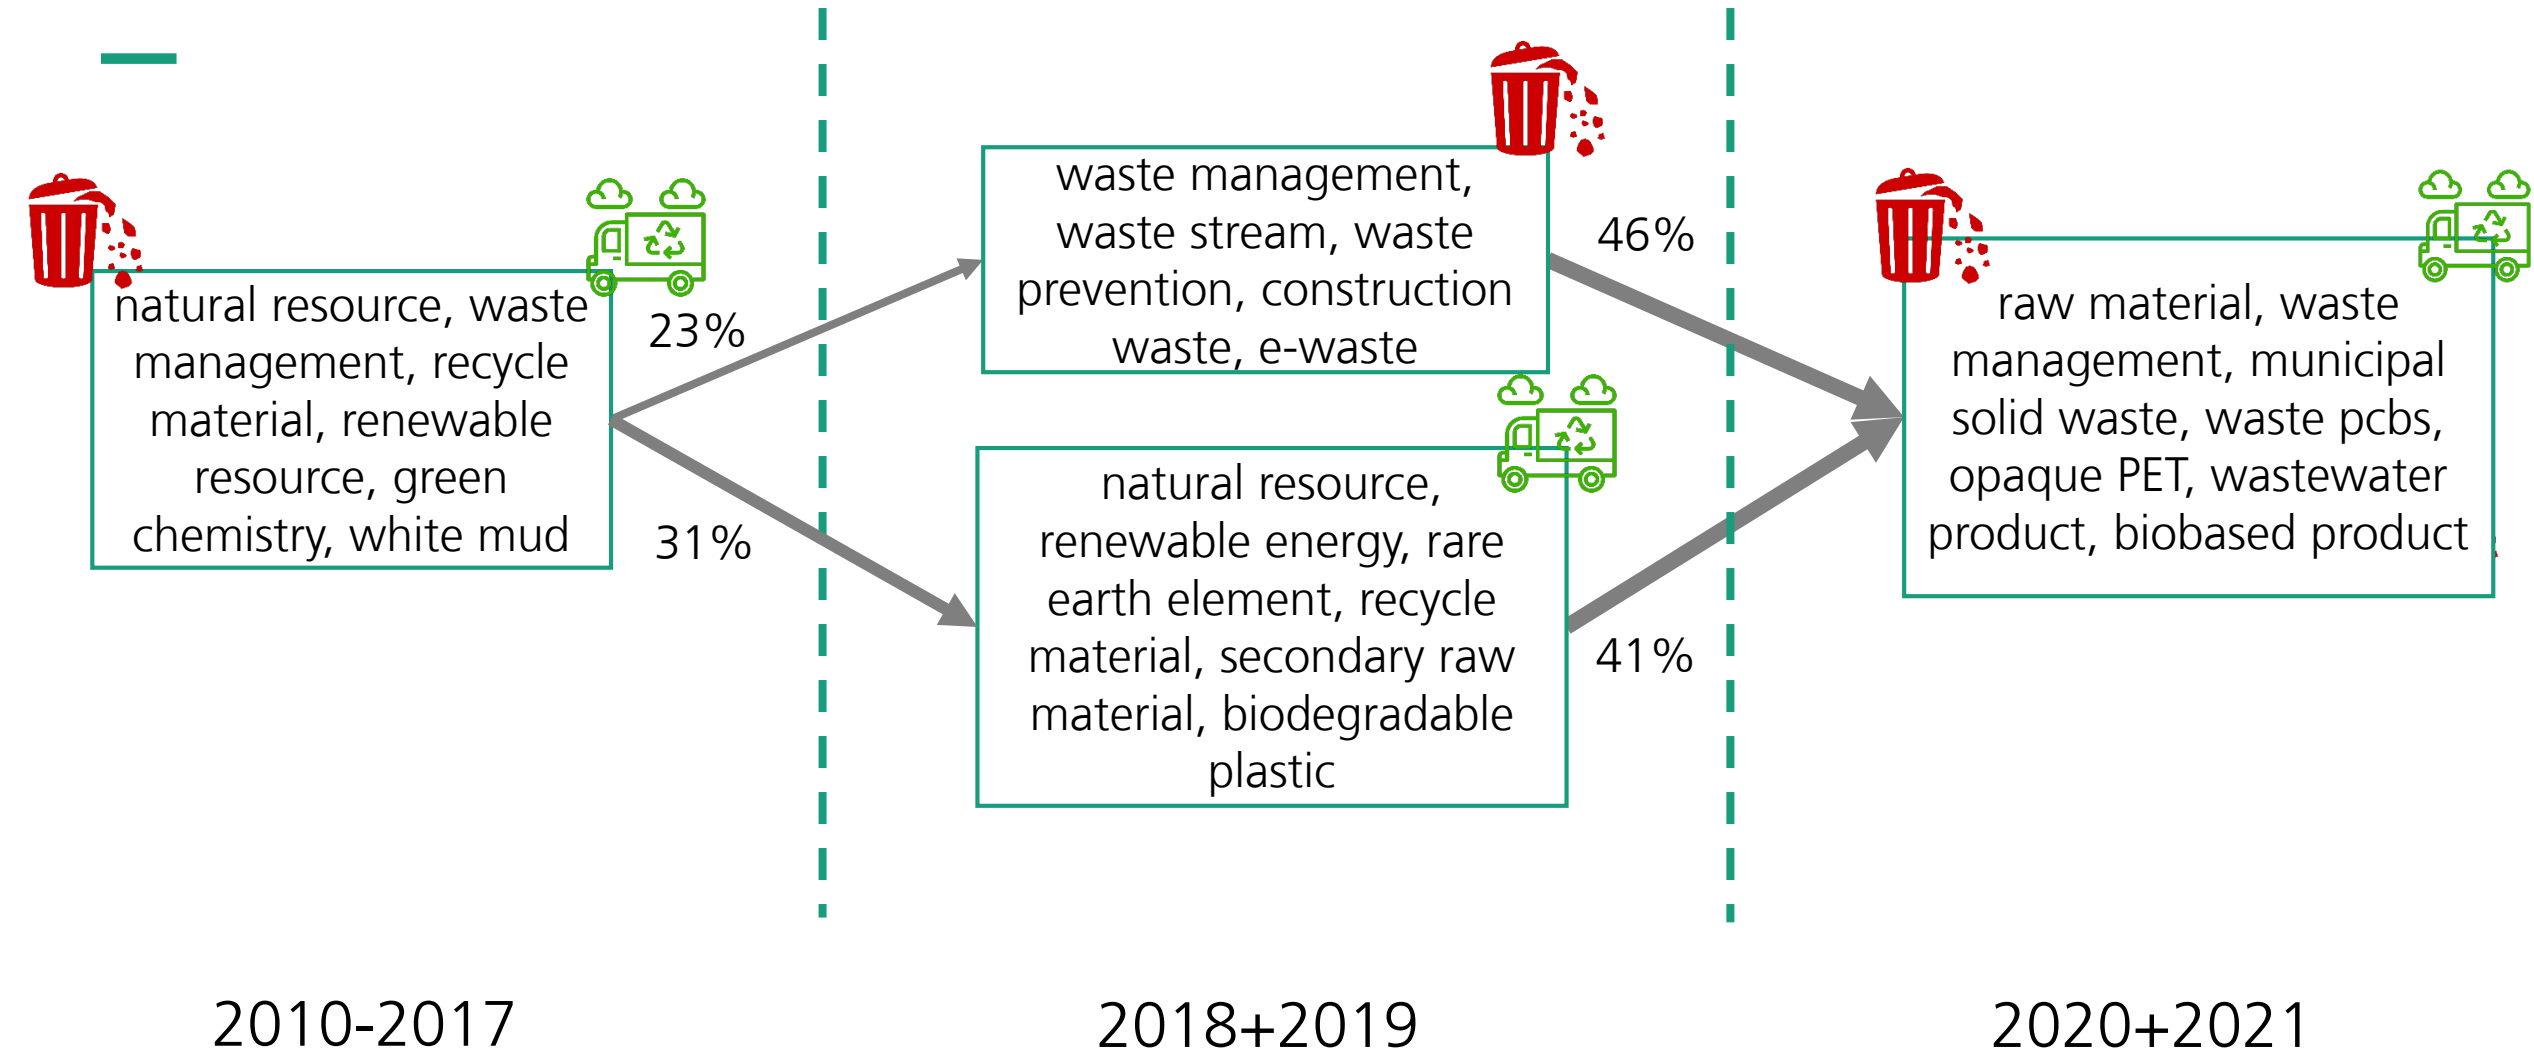 natural resource, waste
management, recycle
material, renewable
resource, green
chemistry, white mud
23%
31%
waste management,
waste stream, waste
prevention, construction
waste, e-waste
natural resource,
renewable energy, rare
earth element, recycle
material, secondary raw
material, biodegradable
plastic
46%
41%
raw material, waste
management, municipal
solid waste, waste pcbs,
opaque PET, wastewater
product, biobased product
2010-2017
2018+2019
2020+2021